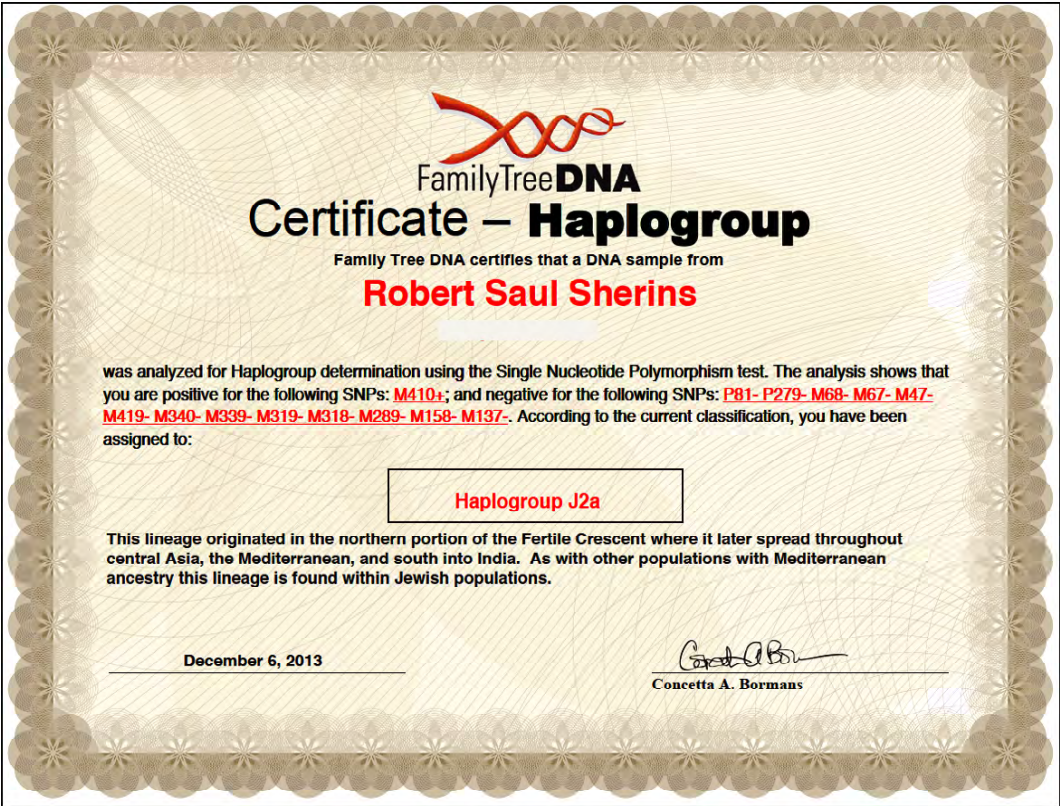 FamilyTreeDNA
Certificate – Haplogroup
Family Tree DNA certifies that a DNA sample from
Robert Saul Sherins
was analyzed for Haplogroup determination using the Single Nucleotide Polymorphism test. The analysis shows that
you are positive for the following SNPs: M410+; and negative for the following SNPs: P81- P279- M68- M67- M47-
M419- M340- M339- M319- M318- M289- M158- M137-. According to the current classification, you have been
assigned to:
Haplogroup J2a
This lineage originated in the northern portion of the Fertile Crescent where it later spread throughout
central Asia, the Mediterranean, and south into India.  As with other populations with Mediterranean
ancestry this lineage is found within Jewish populations.
December 6, 2013
Concetta A. Bormans